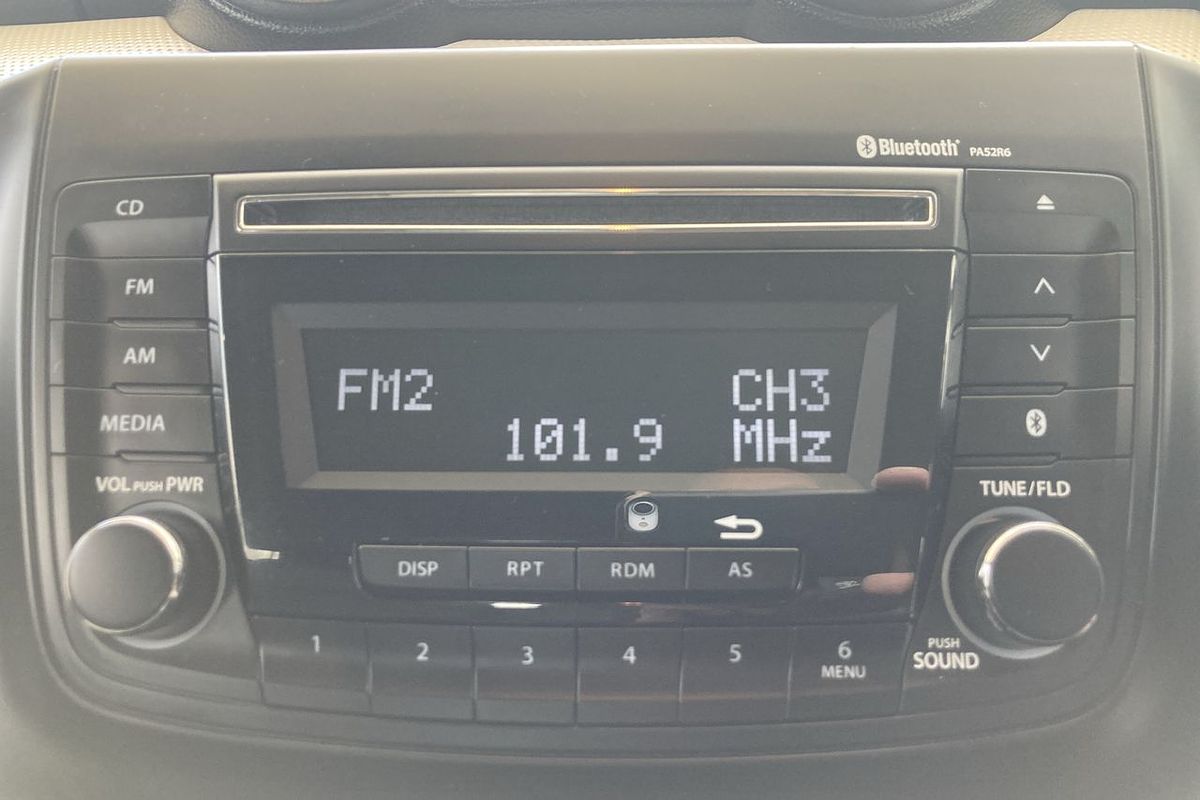 Bluetooth® PA52R6
CD
FM
AM
MEDIA
VOL PUSH PWR
FM2 CH3
101.9 MHz
TUNE/FLD
DISP RPT RDM AS
1 2 3 4 5 6
MENU
PUSH
SOUND